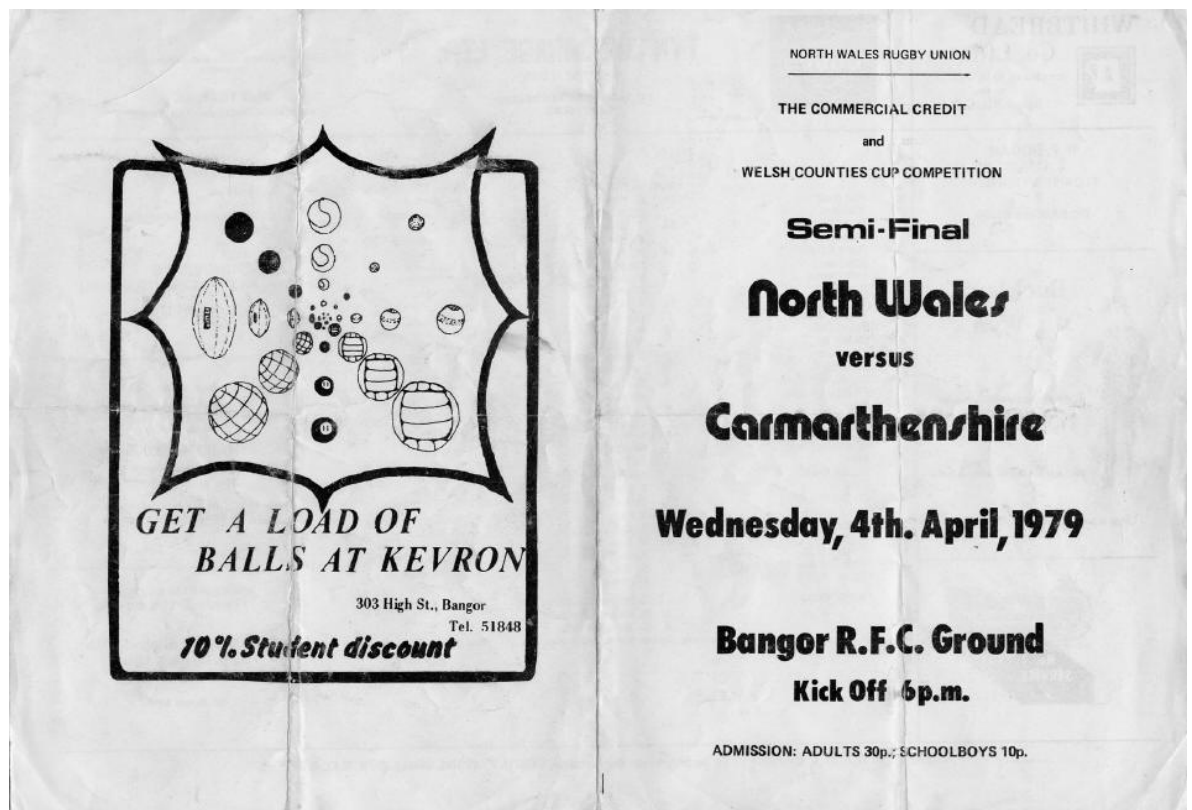 GET A LOAD OF
BALLS AT KEVRON
303 High St., Bangor
Tel. 51848
10% Student discount
NORTH WALES RUGBY UNION
THE COMMERCIAL CREDIT
and
WELSH COUNTIES CUP COMPETITION
Semi-Final
North Wales
versus
Carmarthenshire
Wednesday, 4th. April, 1979
Bangor R.F.C. Ground
Kick Off 6p.m.
ADMISSION: ADULTS 30p.; SCHOOLBOYS 10p.